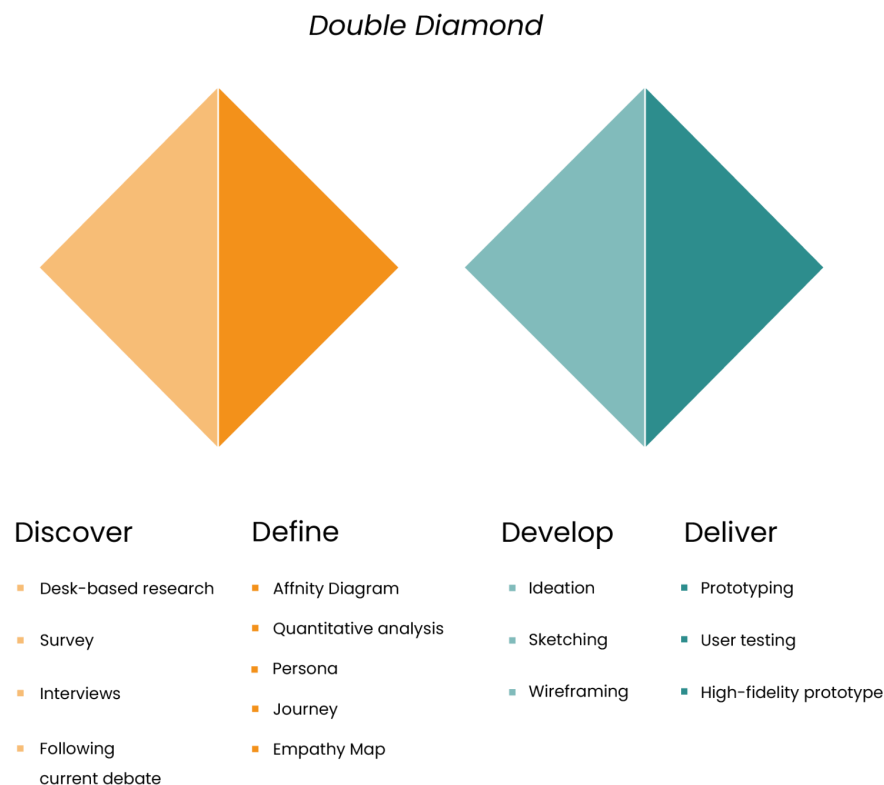 Double Diamond
Discover
Desk-based research
Survey
Interviews
Following
current debate
Define
Affnity Diagram
Quantitative analysis
Persona
Journey
Empathy Map
Develop
Ideation
Sketching
Wireframing
Deliver
Prototyping
User testing
High-fidelity prototype